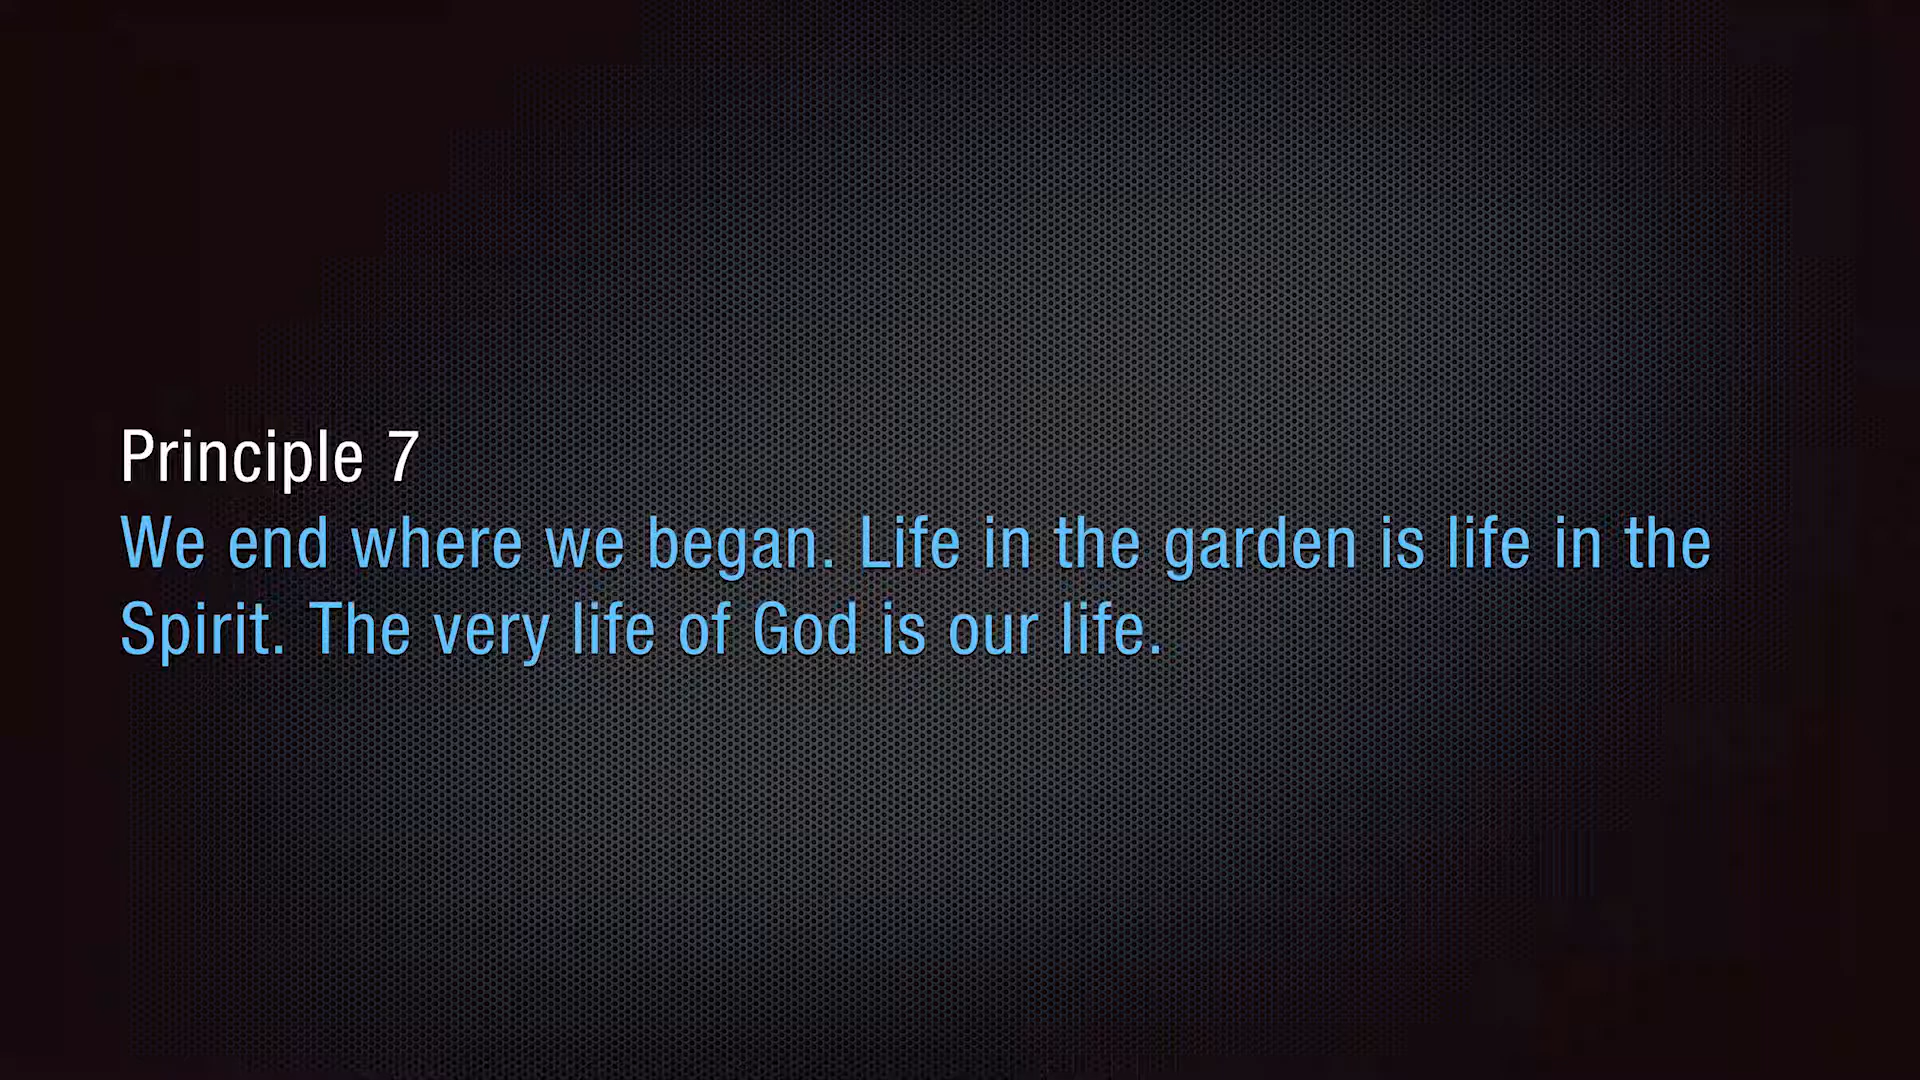 Principle 7
We end where we began. Life in the garden is life in the
Spirit. The very life of God is our life.